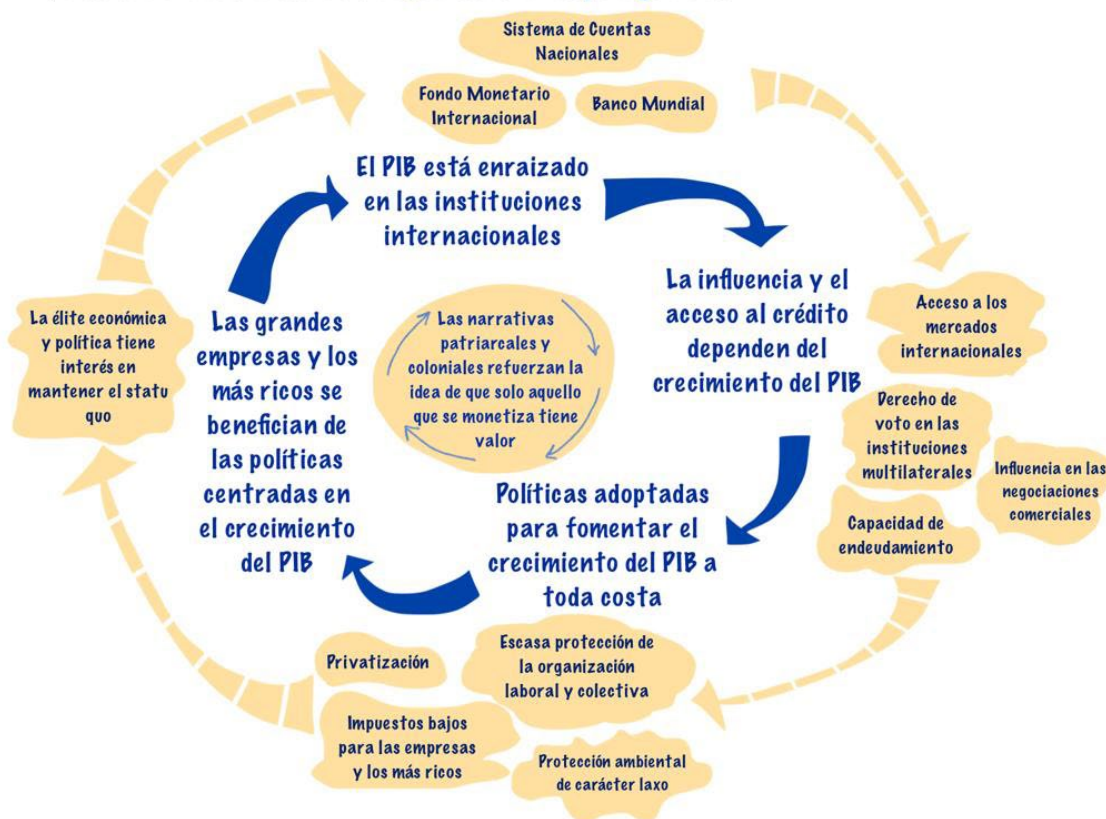 Sistema de Cuentas
Nacionales
Fondo Monetario
Internacional
Banco Mundial
El PIB está enraizado
en las instituciones
internacionales
La influencia y el
acceso al crédito
dependen del
crecimiento del PIB
Acceso a los
mercados
internacionales
Derecho de
voto en las
instituciones
multilaterales
Influencia en las
negociaciones
comerciales
Capacidad de
endeudamiento
Políticas adoptadas
para fomentar el
crecimiento del PIB a
toda costa
Escasa protección de
la organización
laboral y colectiva
Privatización
Impuestos bajos
para las empresas
y los más ricos
Protección ambiental
de carácter laxo
Las grandes
empresas y los
más ricos se
benefician de
las políticas
centradas en
el crecimiento
del PIB
La élite económica
y política tiene
interés en
mantener el statu
quo
Las narrativas
patriarcales y
coloniales refuerzan la
idea de que solo aquello
que se monetiza tiene
valor